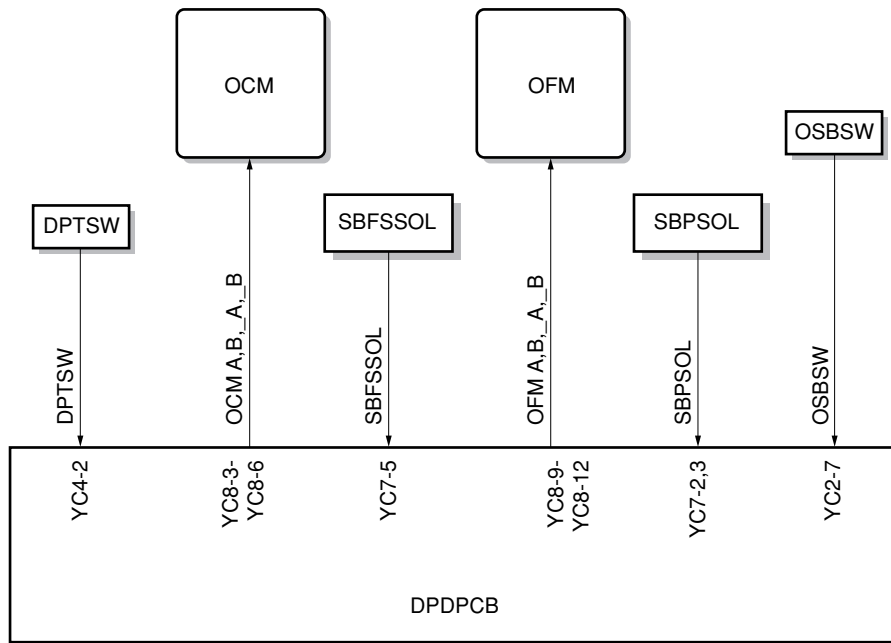 OCM
OFM
OSBSW
DPTSW
SBFSSOL
SBPSOL
DPTSW
OCM A,B,_A,_B
SBFSSOL
OFM A,B,_A,_B
SBPSOL
OSBSW
YC4-2
YC8-3-
YC8-6
YC7-5
YC8-9-
YC8-12
YC7-2,3
YC2-7
DPDPCB